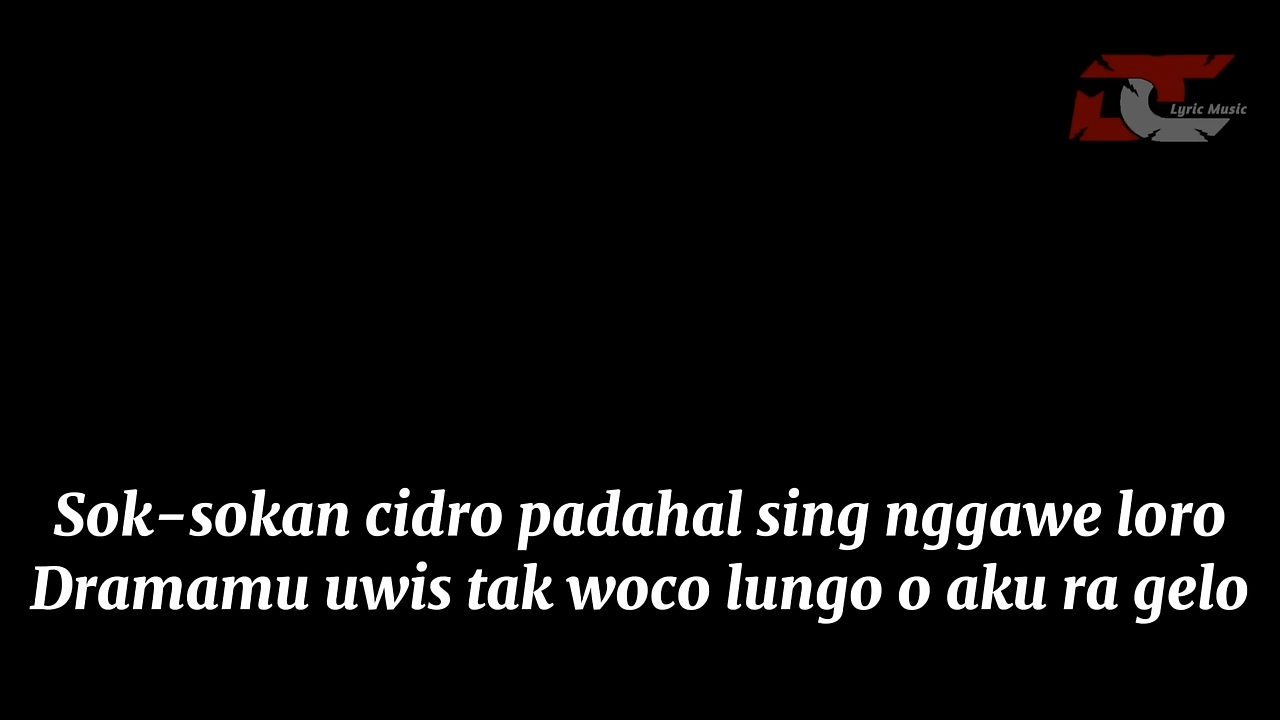 Lyric Music
Sok-sokan cidro padahal sing nggawe loro
Dramamu uwis tak woco lungo o aku ra gelo